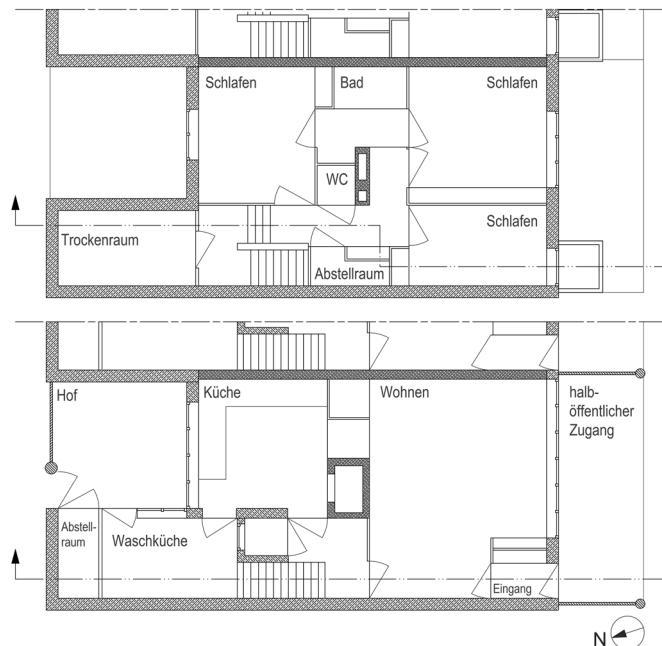 Schlafen
Bad
Schlafen
WC
Schlafen
Trockenraum
Abstellraum
Hof
Küche
Wohnen
halb-
öffentlicher
Zugang
Abstell-
raum
Waschküche
Eingang
N